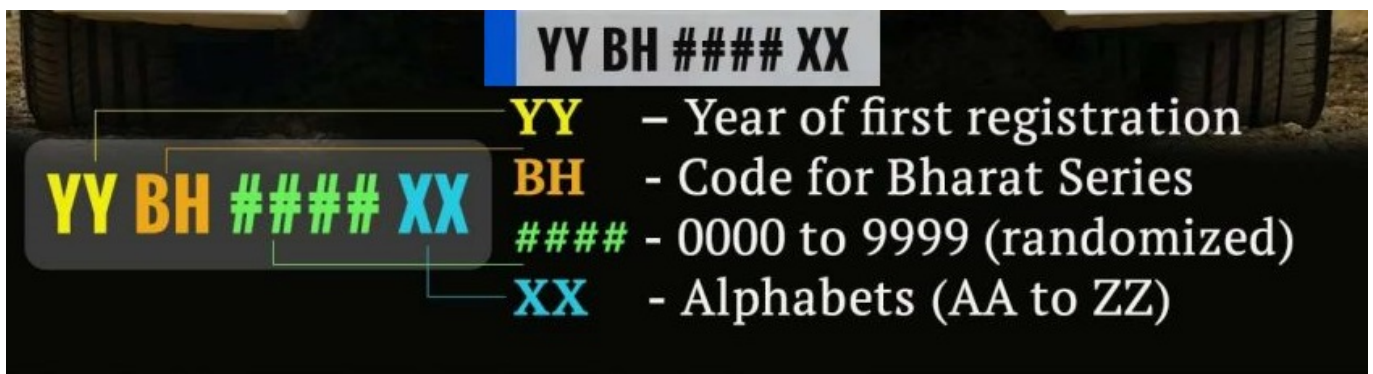 YY BH #### XX
YY – Year of first registration
BH - Code for Bharat Series
YY BH #### XX
#### - 0000 to 9999 (randomized)
XX - Alphabets (AA to ZZ)